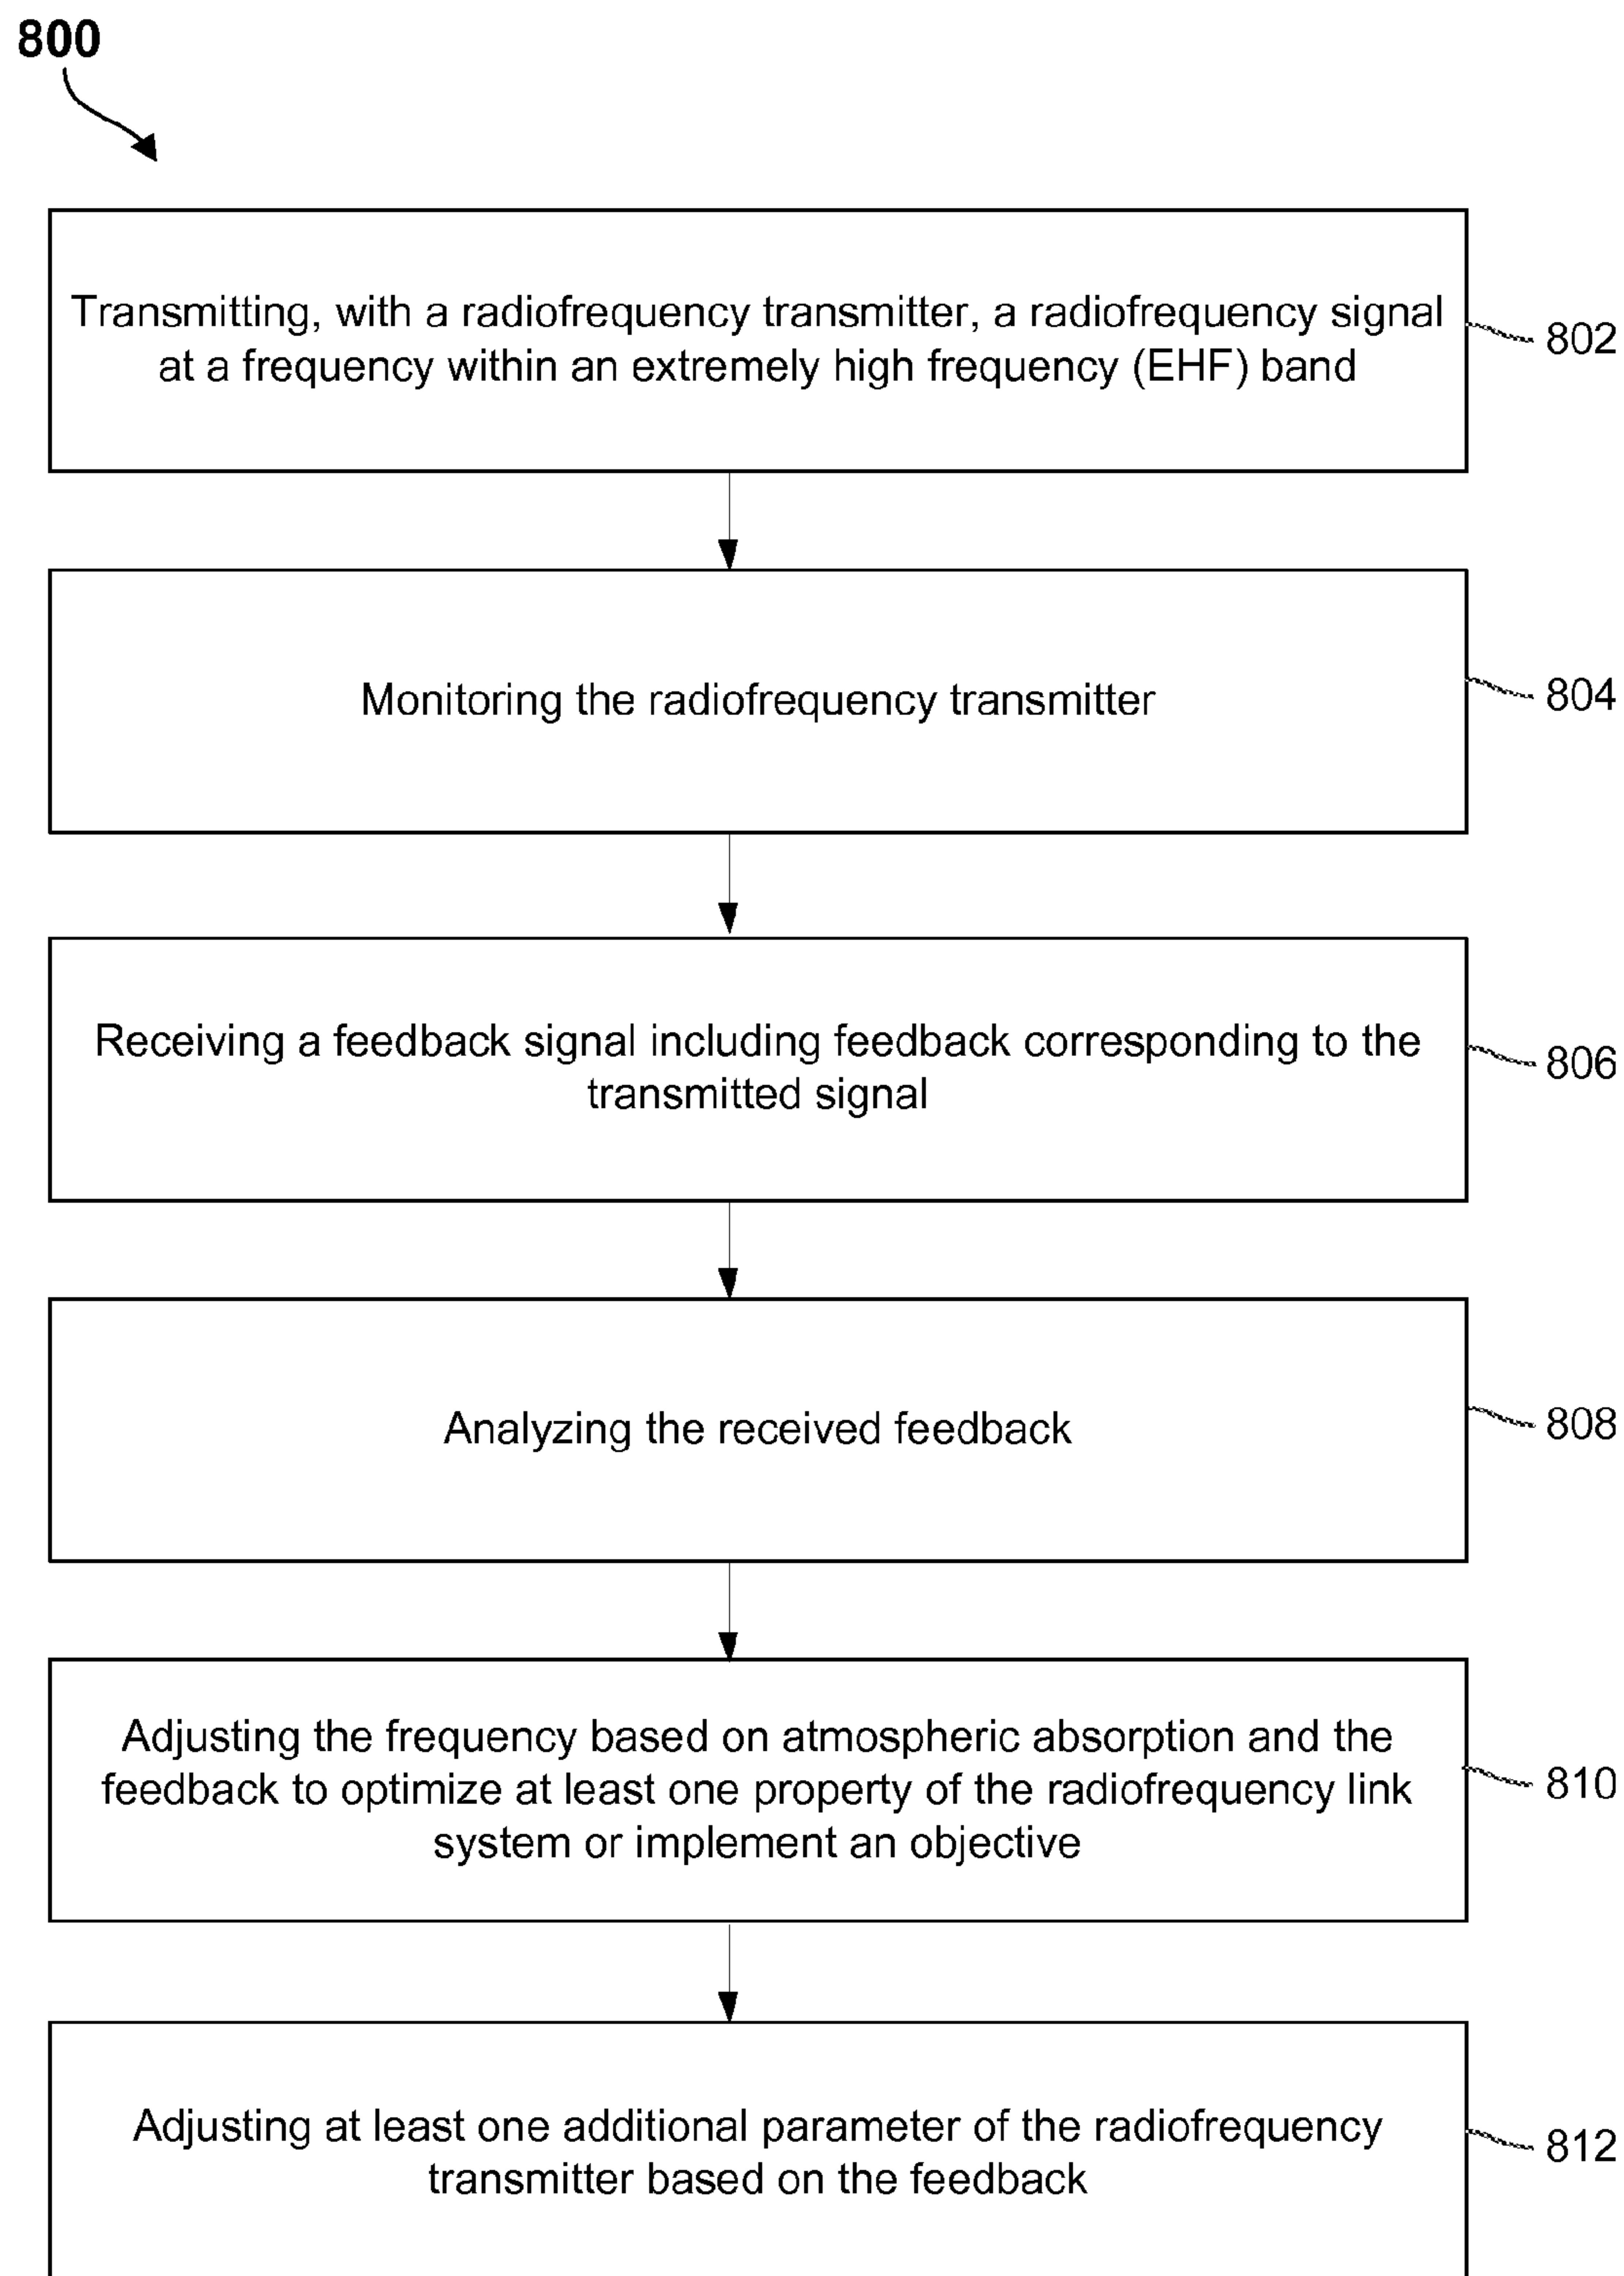 800
Transmitting, with a radiofrequency transmitter, a radiofrequency signal
at a frequency within an extremely high frequency (EHF) band
802
Monitoring the radiofrequency transmitter
804
Receiving a feedback signal including feedback corresponding to the
transmitted signal
806
Analyzing the received feedback
808
Adjusting the frequency based on atmospheric absorption and the
feedback to optimize at least one property of the radiofrequency link
system or implement an objective
810
Adjusting at least one additional parameter of the radiofrequency
transmitter based on the feedback
812